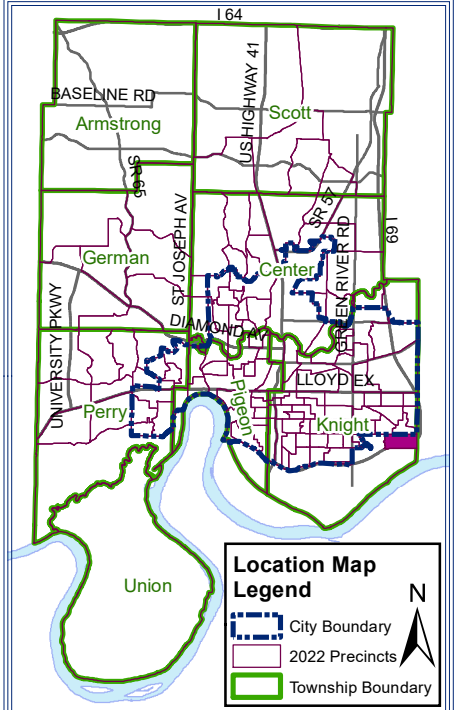 I 64
BASELINE RD
Armstrong
Scott
US HIGHWAY 41
SR 65
SR 57
ST. JOSEPH AV
GREEN RIVER RD
I 69
German
Center
UNIVERSITY PKWY
DIAMOND AV
LLOYD EX
Perry
Pigeon
Knight
Union
Location Map
Legend
City Boundary
2022 Precincts
Township Boundary
N